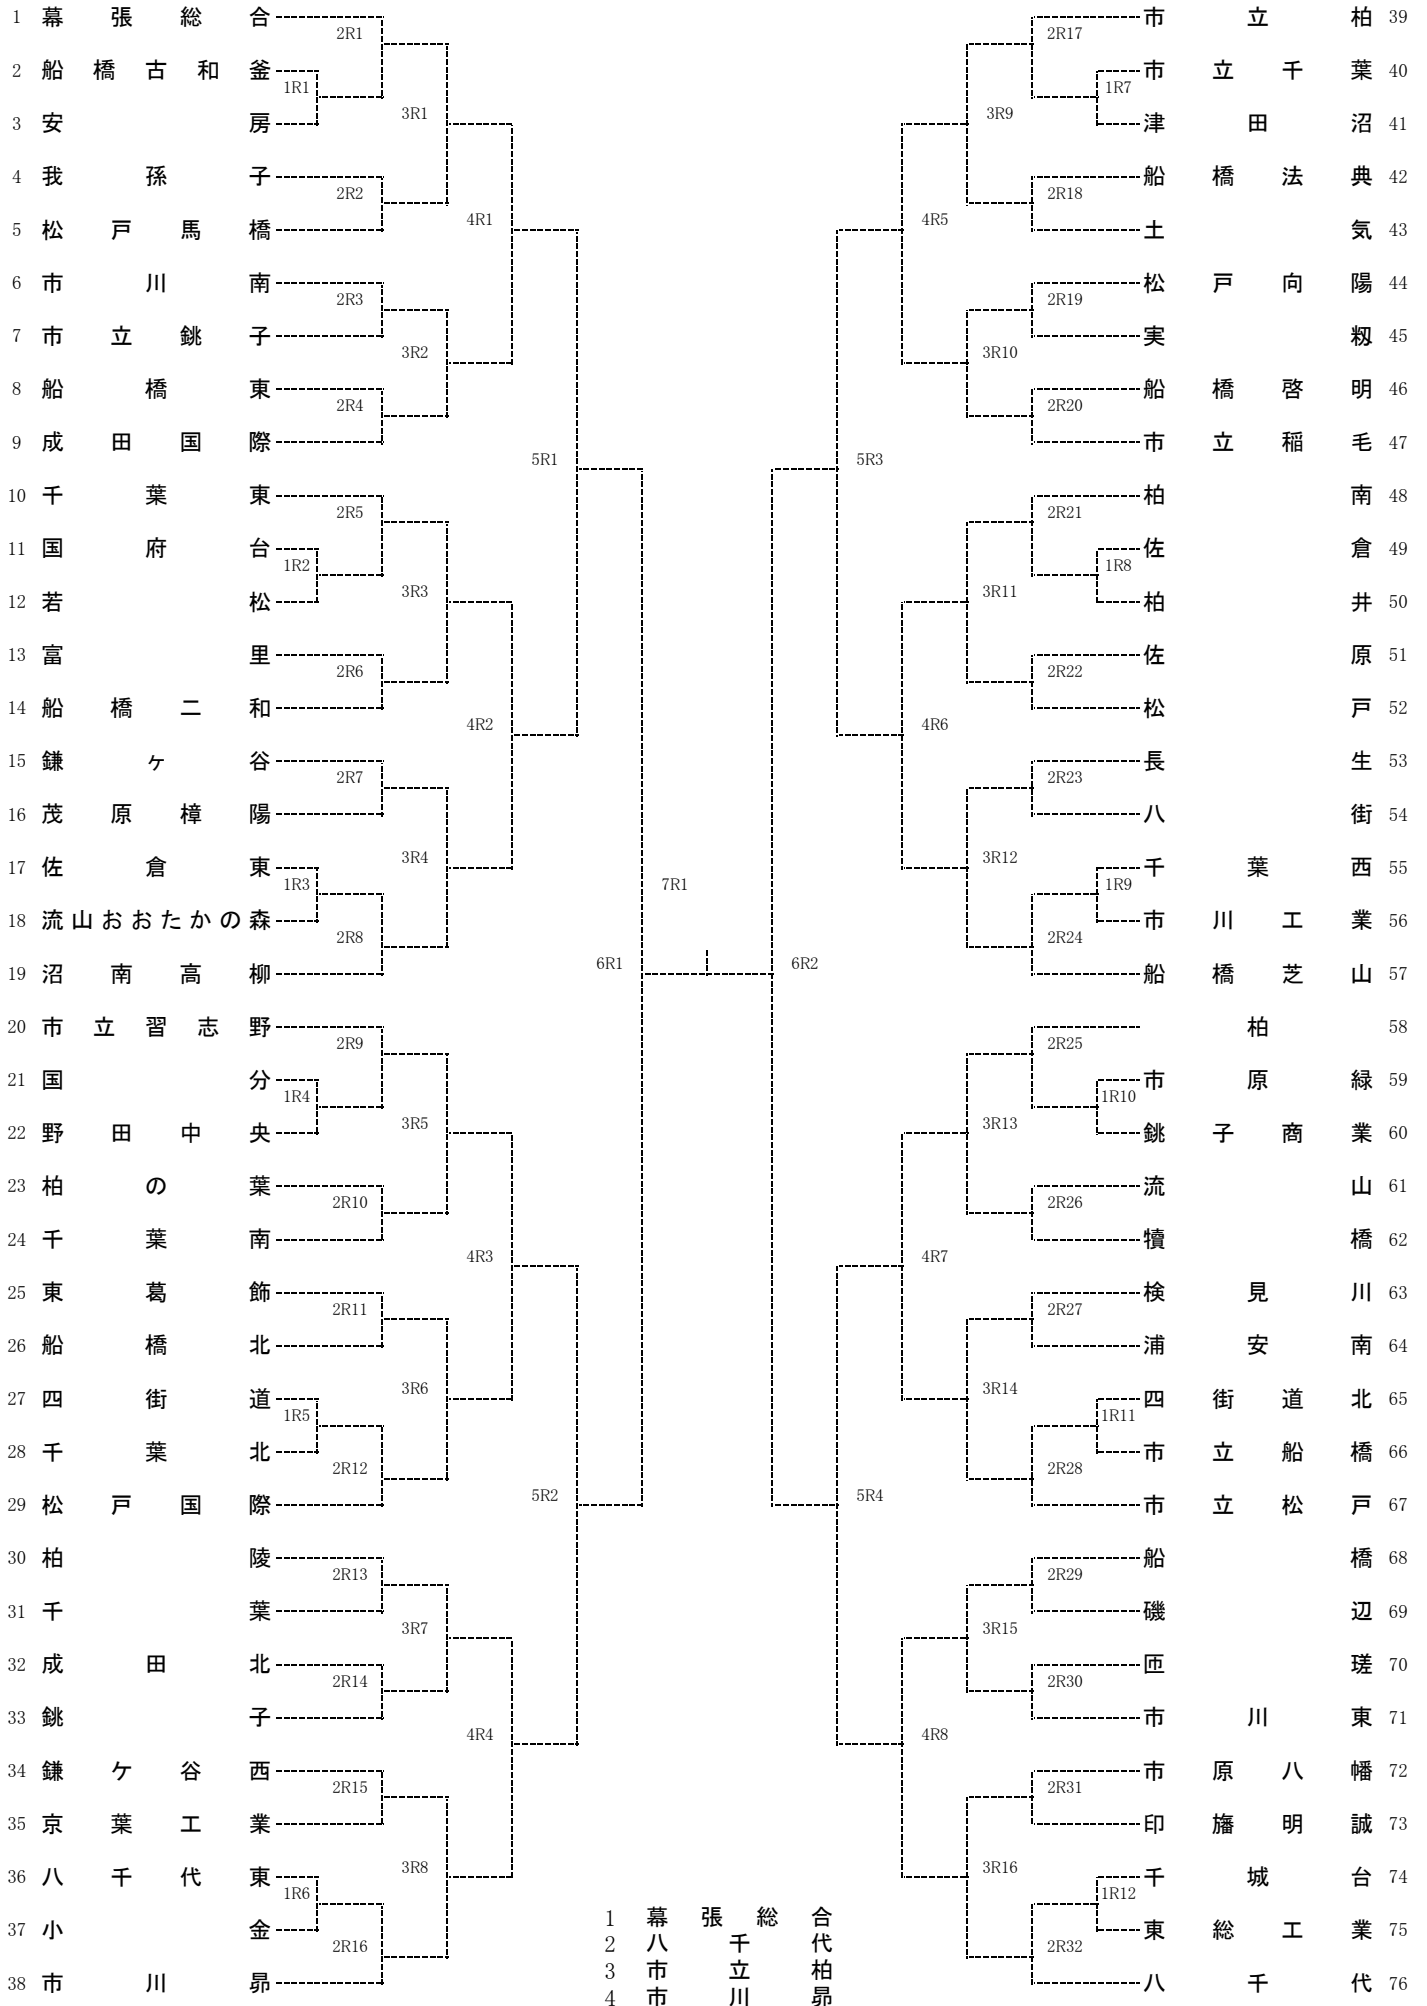 1 幕張総合
2R1
2 船橋古和釜
1R1
3 安房
3R1
4 我孫子
2R2
4R1
5 松戸馬橋
6 市川南
2R3
7 市立銚子
3R2
8 船橋東
2R4
9 成田国際
5R1
10 千葉東
2R5
11 国府台
1R2
12 若松
3R3
13 富里
2R6
14 船橋二和
4R2
15 鎌ヶ谷
2R7
16 茂原樟陽
3R4
17 佐倉東
1R3
18 流山おおたかの森
2R8
19 沼南高柳
6R1
7R1
20 市立習志野
2R9
21 国分
1R4
22 野田中央
3R5
23 柏の葉
2R10
24 千葉南
4R3
25 東葛飾
2R11
26 船橋北
3R6
27 四街道
1R5
28 千葉北
2R12
29 松戸国際
5R2
30 柏陵
2R13
31 千葉
3R7
32 成田北
2R14
33 銚子
4R4
34 鎌ケ谷西
2R15
35 京葉工業
3R8
36 八千代東
1R6
37 小金
2R16
38 市川昴
市立柏 39
2R17
市立千葉 40
1R7
津田沼 41
3R9
船橋法典 42
2R18
4R5
土気 43
松戸向陽 44
2R19
実籾 45
3R10
船橋啓明 46
2R20
市立稲毛 47
5R3
柏南 48
2R21
佐倉 49
1R8
柏井 50
3R11
佐原 51
2R22
松戸 52
4R6
長生 53
2R23
八街 54
3R12
千葉西 55
1R9
市川工業 56
2R24
船橋芝山 57
6R2
柏 58
2R25
市原緑 59
1R10
銚子商業 60
3R13
流山 61
2R26
犢橋 62
4R7
検見川 63
2R27
浦安南 64
3R14
四街道北 65
1R11
市立船橋 66
2R28
市立松戸 67
5R4
船橋 68
2R29
磯辺 69
3R15
匝瑳 70
2R30
市川東 71
4R8
市原八幡 72
2R31
印旛明誠 73
3R16
千城台 74
1R12
東総工業 75
2R32
八千代 76
1 幕張総合
2 八千代
3 市立柏
4 市川昴